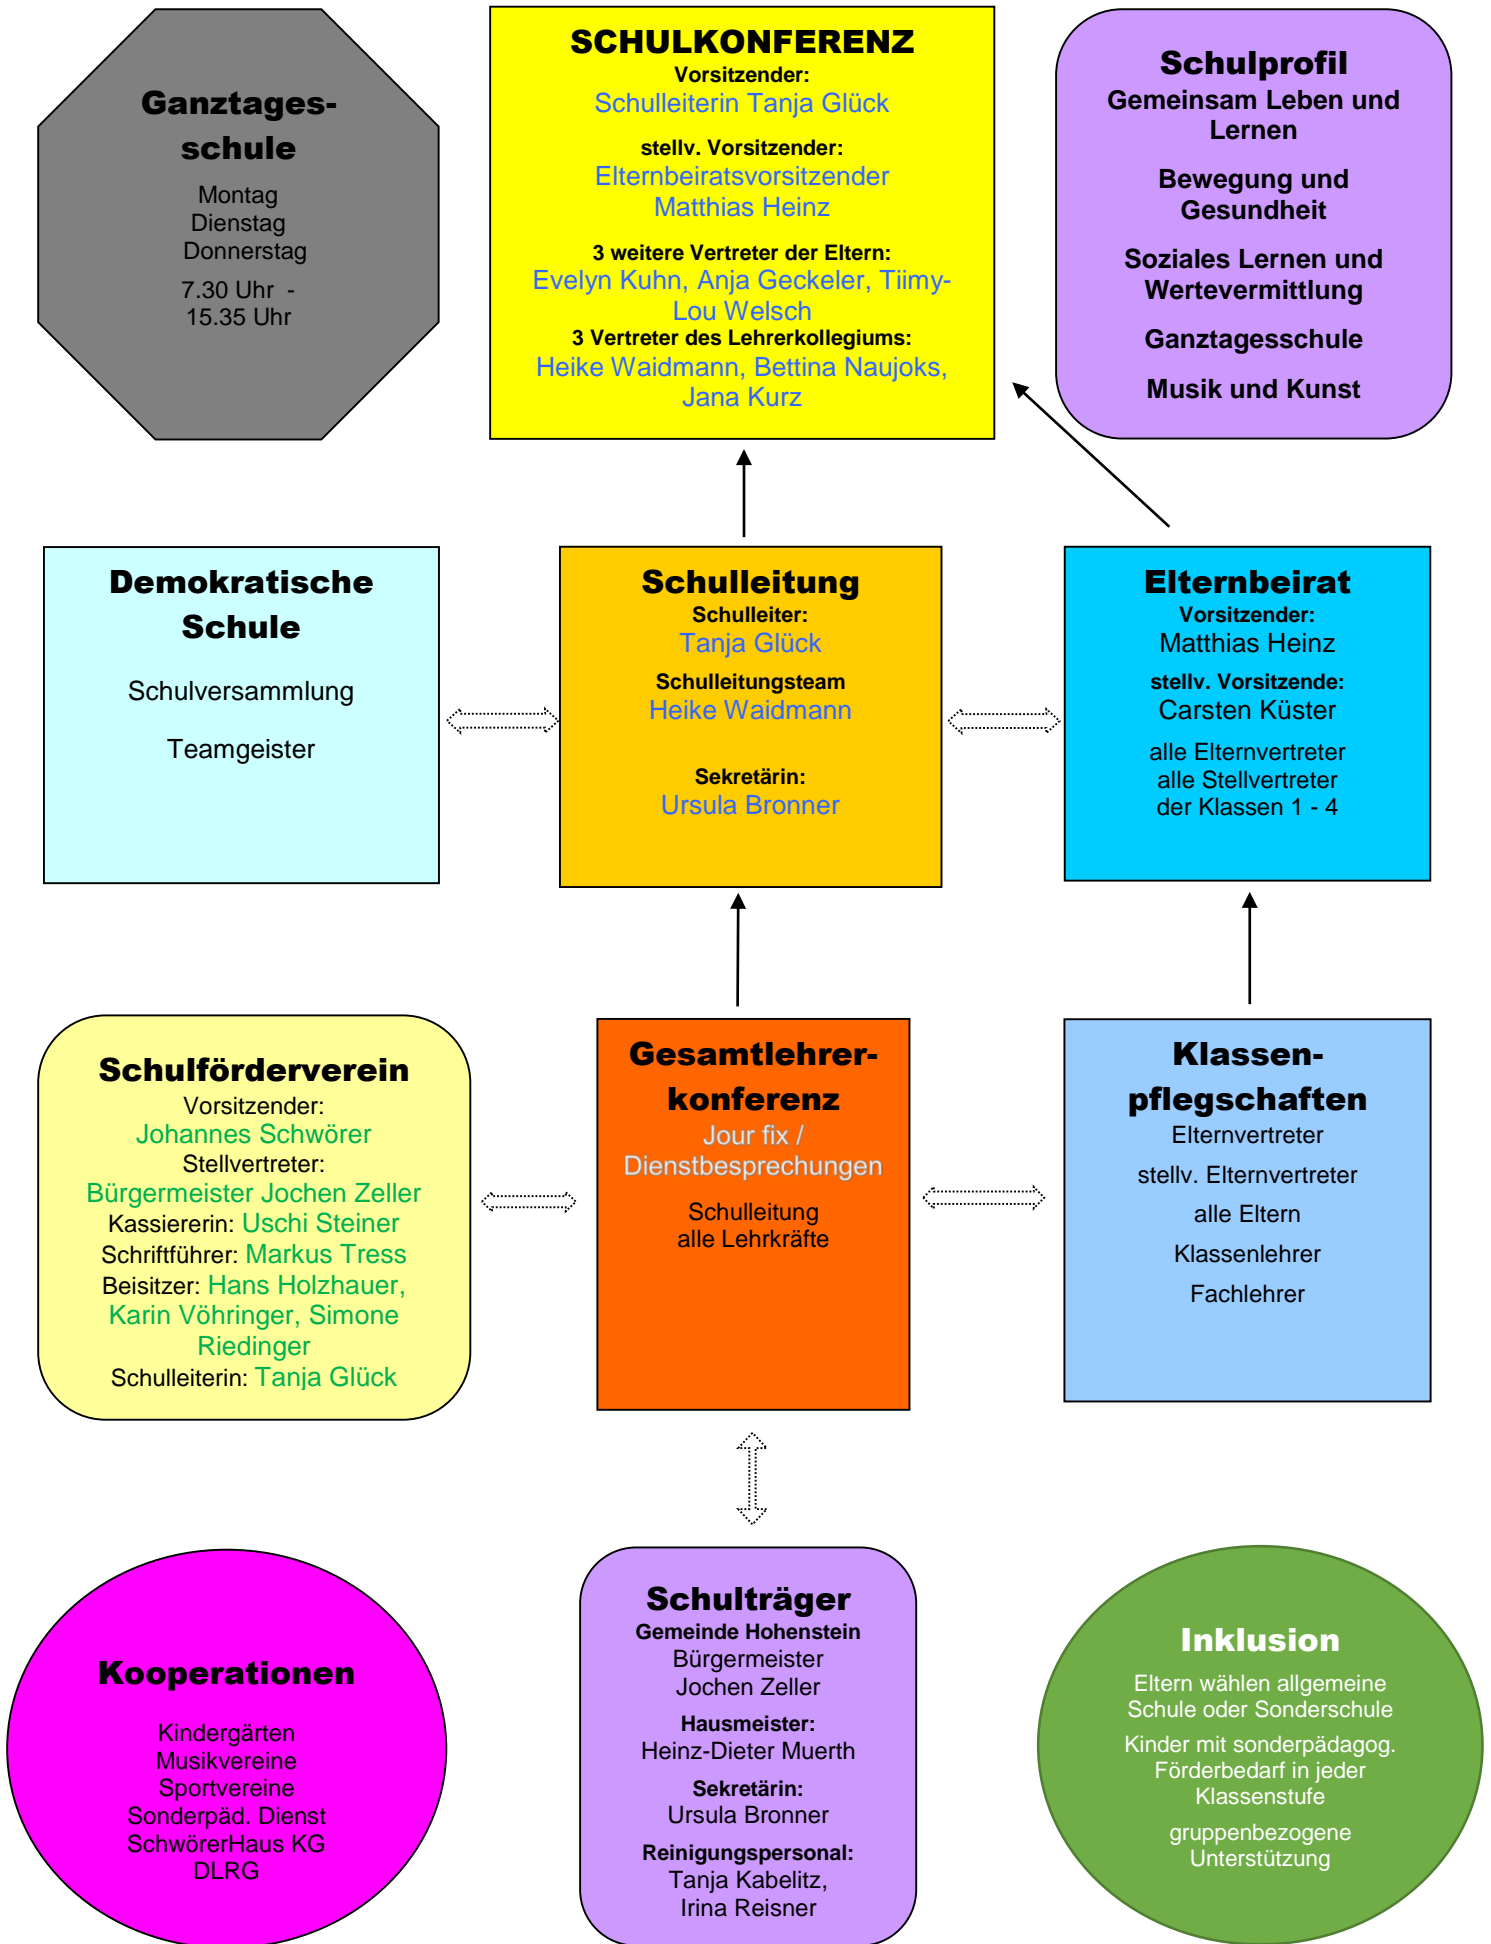 Ganztages-
schule
Montag
Dienstag
Donnerstag
7.30 Uhr -
15.35 Uhr
SCHULKONFERENZ
Vorsitzender:
Schulleiterin Tanja Glück
stellv. Vorsitzender:
Elternbeiratsvorsitzender
Matthias Heinz
3 weitere Vertreter der Eltern:
Evelyn Kuhn, Anja Geckeler, Tiimy-
Lou Welsch
3 Vertreter des Lehrerkollegiums:
Heike Waidmann, Bettina Naujoks,
Jana Kurz
Schulprofil
Gemeinsam Leben und
Lernen
Bewegung und
Gesundheit
Soziales Lernen und
Wertevermittlung
Ganztagesschule
Musik und Kunst
Demokratische
Schule
Schulversammlung
Teamgeister
Schulleitung
Schulleiter:
Tanja Glück
Schulleitungsteam
Heike Waidmann
Sekretärin:
Ursula Bronner
Elternbeirat
Vorsitzender:
Matthias Heinz
stellv. Vorsitzende:
Carsten Küster
alle Elternvertreter
alle Stellvertreter
der Klassen 1 - 4
Schulförderverein
Vorsitzender:
Johannes Schwörer
Stellvertreter:
Bürgermeister Jochen Zeller
Kassiererin: Uschi Steiner
Schriftführer: Markus Tress
Beisitzer: Hans Holzhauer,
Karin Vöhringer, Simone
Riedinger
Schulleiterin: Tanja Glück
Gesamtlehrer-
konferenz
Jour fix /
Dienstbesprechungen
Schulleitung
alle Lehrkräfte
Klassen-
pflegschaften
Elternvertreter
stellv. Elternvertreter
alle Eltern
Klassenlehrer
Fachlehrer
Kooperationen
Kindergärten
Musikvereine
Sportvereine
Sonderpäd. Dienst
SchwörerHaus KG
DLRG
Schulträger
Gemeinde Hohenstein
Bürgermeister
Jochen Zeller
Hausmeister:
Heinz-Dieter Muerth
Sekretärin:
Ursula Bronner
Reinigungspersonal:
Tanja Kabelitz,
Irina Reisner
Inklusion
Eltern wählen allgemeine
Schule oder Sonderschule
Kinder mit sonderpädagog.
Förderbedarf in jeder
Klassenstufe
gruppenbezogene
Unterstützung